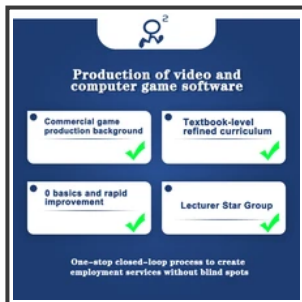 2
Production of video and
computer game software
Commercial game
production background
Textbook-level
refined curriculum
0 basics and rapid
improvement
Lecturer Star Group
One-stop closed-loop process to create
employment services without blind spots